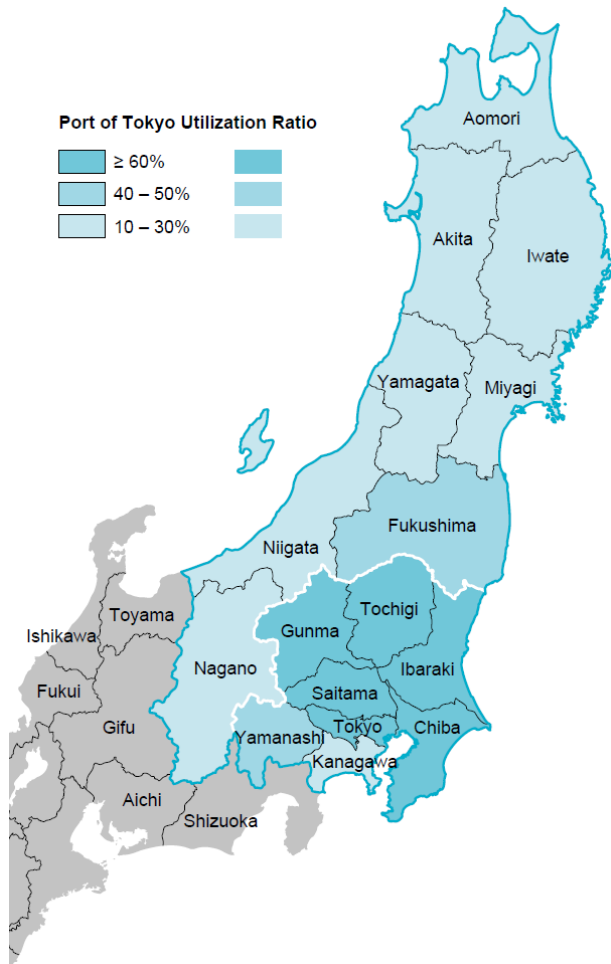 Port of Tokyo Utilization Ratio
≥ 60%
40 – 50%
10 – 30%
Aomori
Akita
Iwate
Yamagata
Miyagi
Fukushima
Niigata
Toyama
Tochigi
Gunma
Ishikawa
Nagano
Ibaraki
Fukui
Saitama
Gifu
Tokyo
Chiba
Yamanashi
Kanagawa
Aichi
Shizuoka